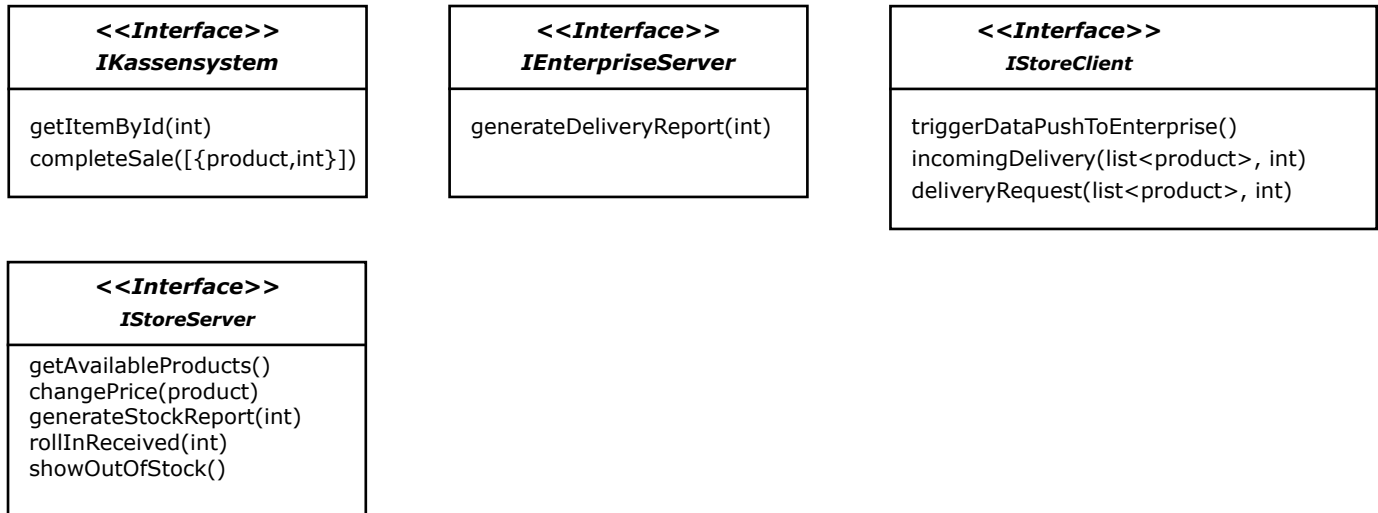 <<Interface>>
IKassensystem
getItemById(int)
completeSale([{product,int}])
<<Interface>>
IEnterpriseServer
generateDeliveryReport(int)
<<Interface>>
IStoreClient
triggerDataPushToEnterprise()
incomingDelivery(list<product>, int)
deliveryRequest(list<product>, int)
<<Interface>>
IStoreServer
getAvailableProducts()
changePrice(product)
generateStockReport(int)
rollInReceived(int)
showOutOfStock()